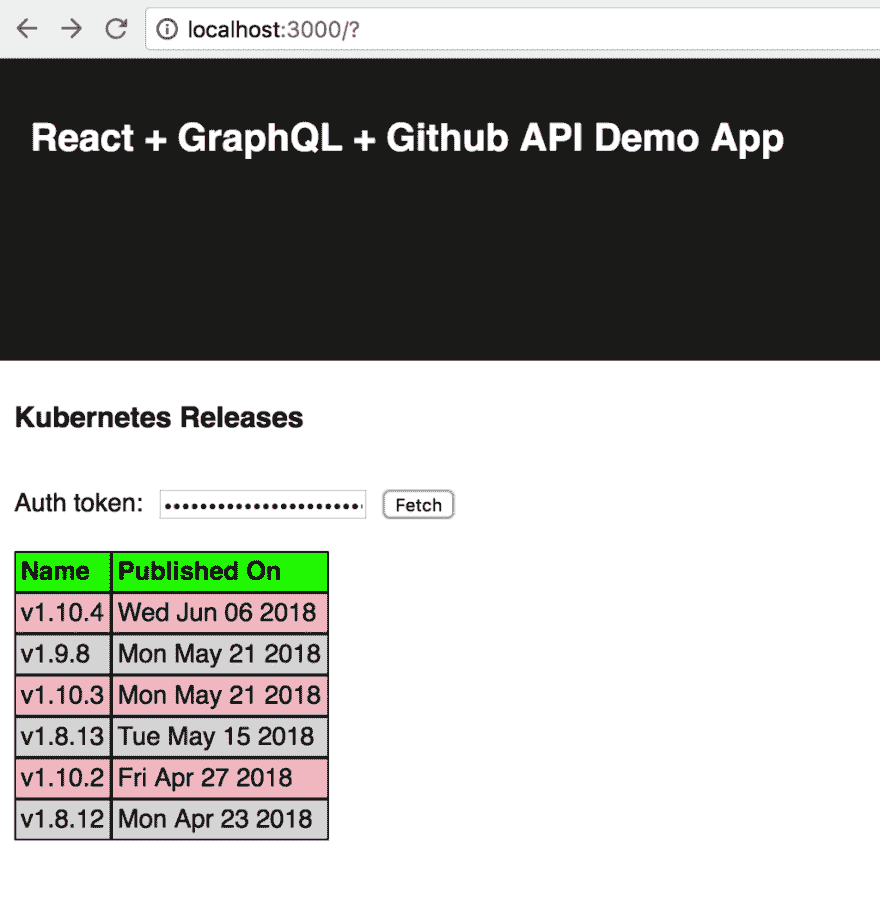 localhost:3000/?
React + GraphQL + Github API Demo App
Kubernetes Releases
Auth token: •••••••••••••••••••••• Fetch
Name Published On
v1.10.4 Wed Jun 06 2018
v1.9.8 Mon May 21 2018
v1.10.3 Mon May 21 2018
v1.8.13 Tue May 15 2018
v1.10.2 Fri Apr 27 2018
v1.8.12 Mon Apr 23 2018